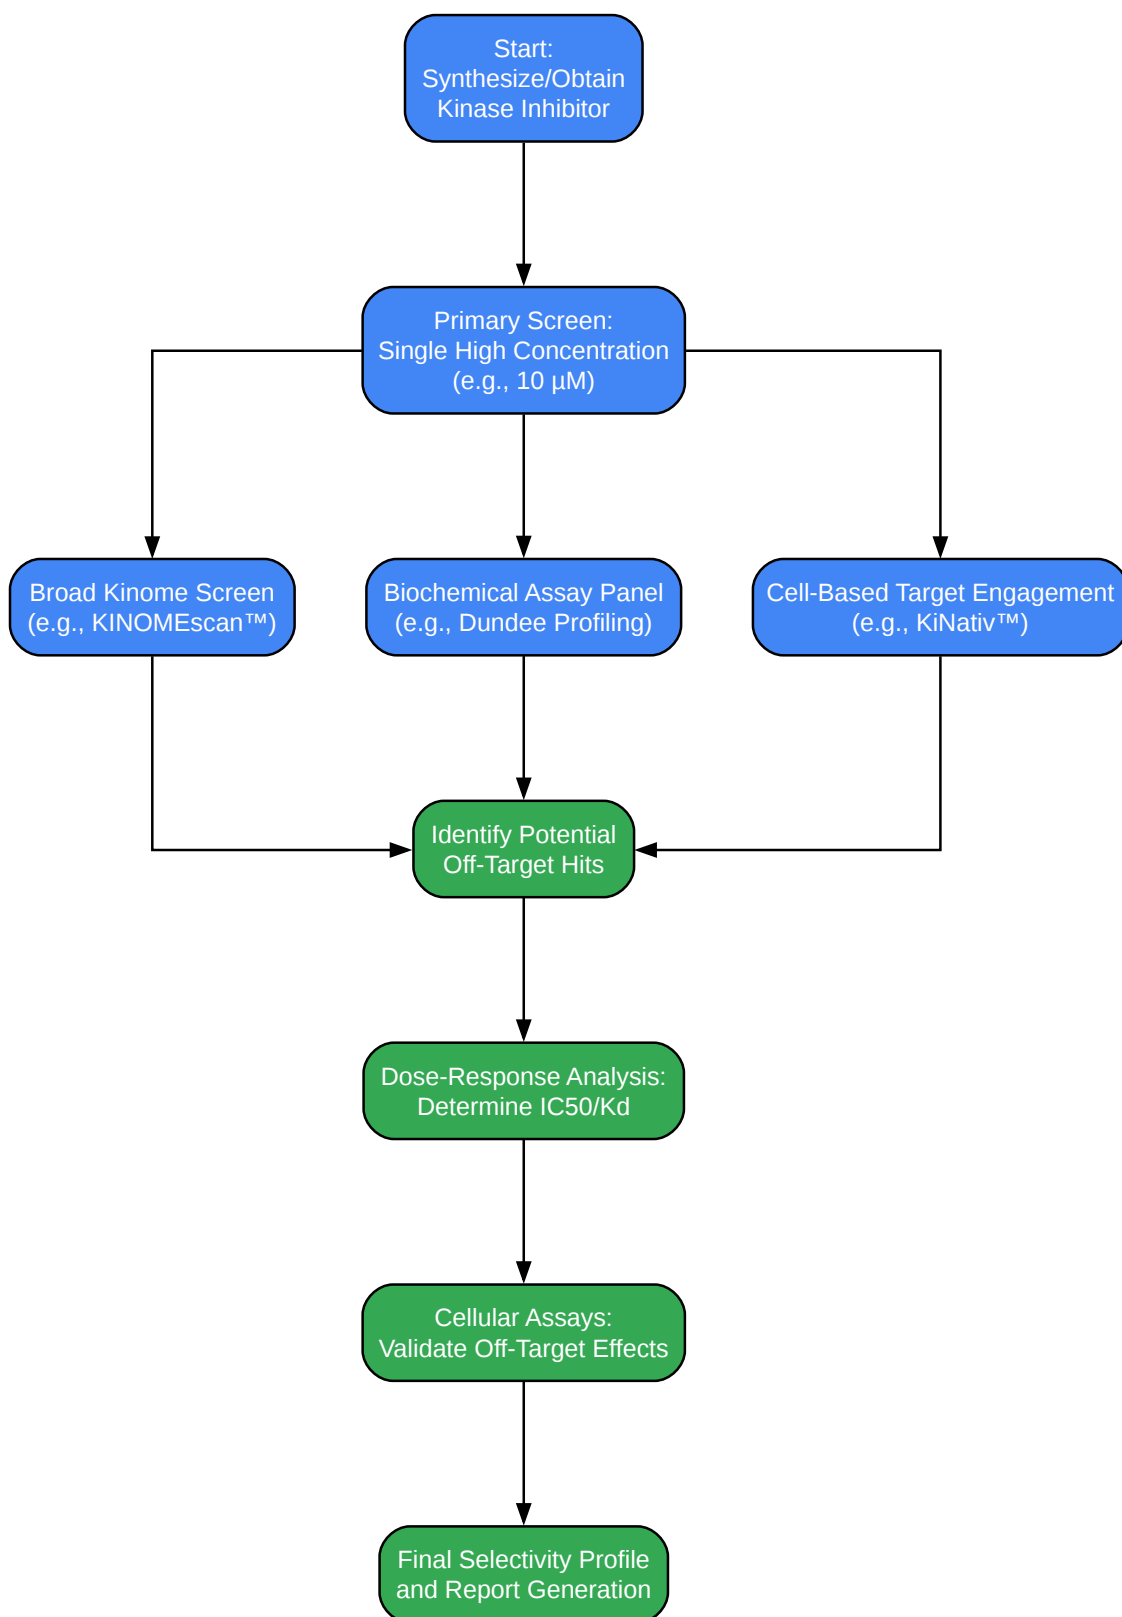 Start:
Synthesize/Obtain
Kinase Inhibitor
Primary Screen:
Single High Concentration
(e.g., 10 µM)
Broad Kinome Screen
(e.g., KINOMEscan™)
Biochemical Assay Panel
(e.g., Dundee Profiling)
Cell-Based Target Engagement
(e.g., KiNativ™)
Identify Potential
Off-Target Hits
Dose-Response Analysis:
Determine IC50/Kd
Cellular Assays:
Validate Off-Target Effects
Final Selectivity Profile
and Report Generation